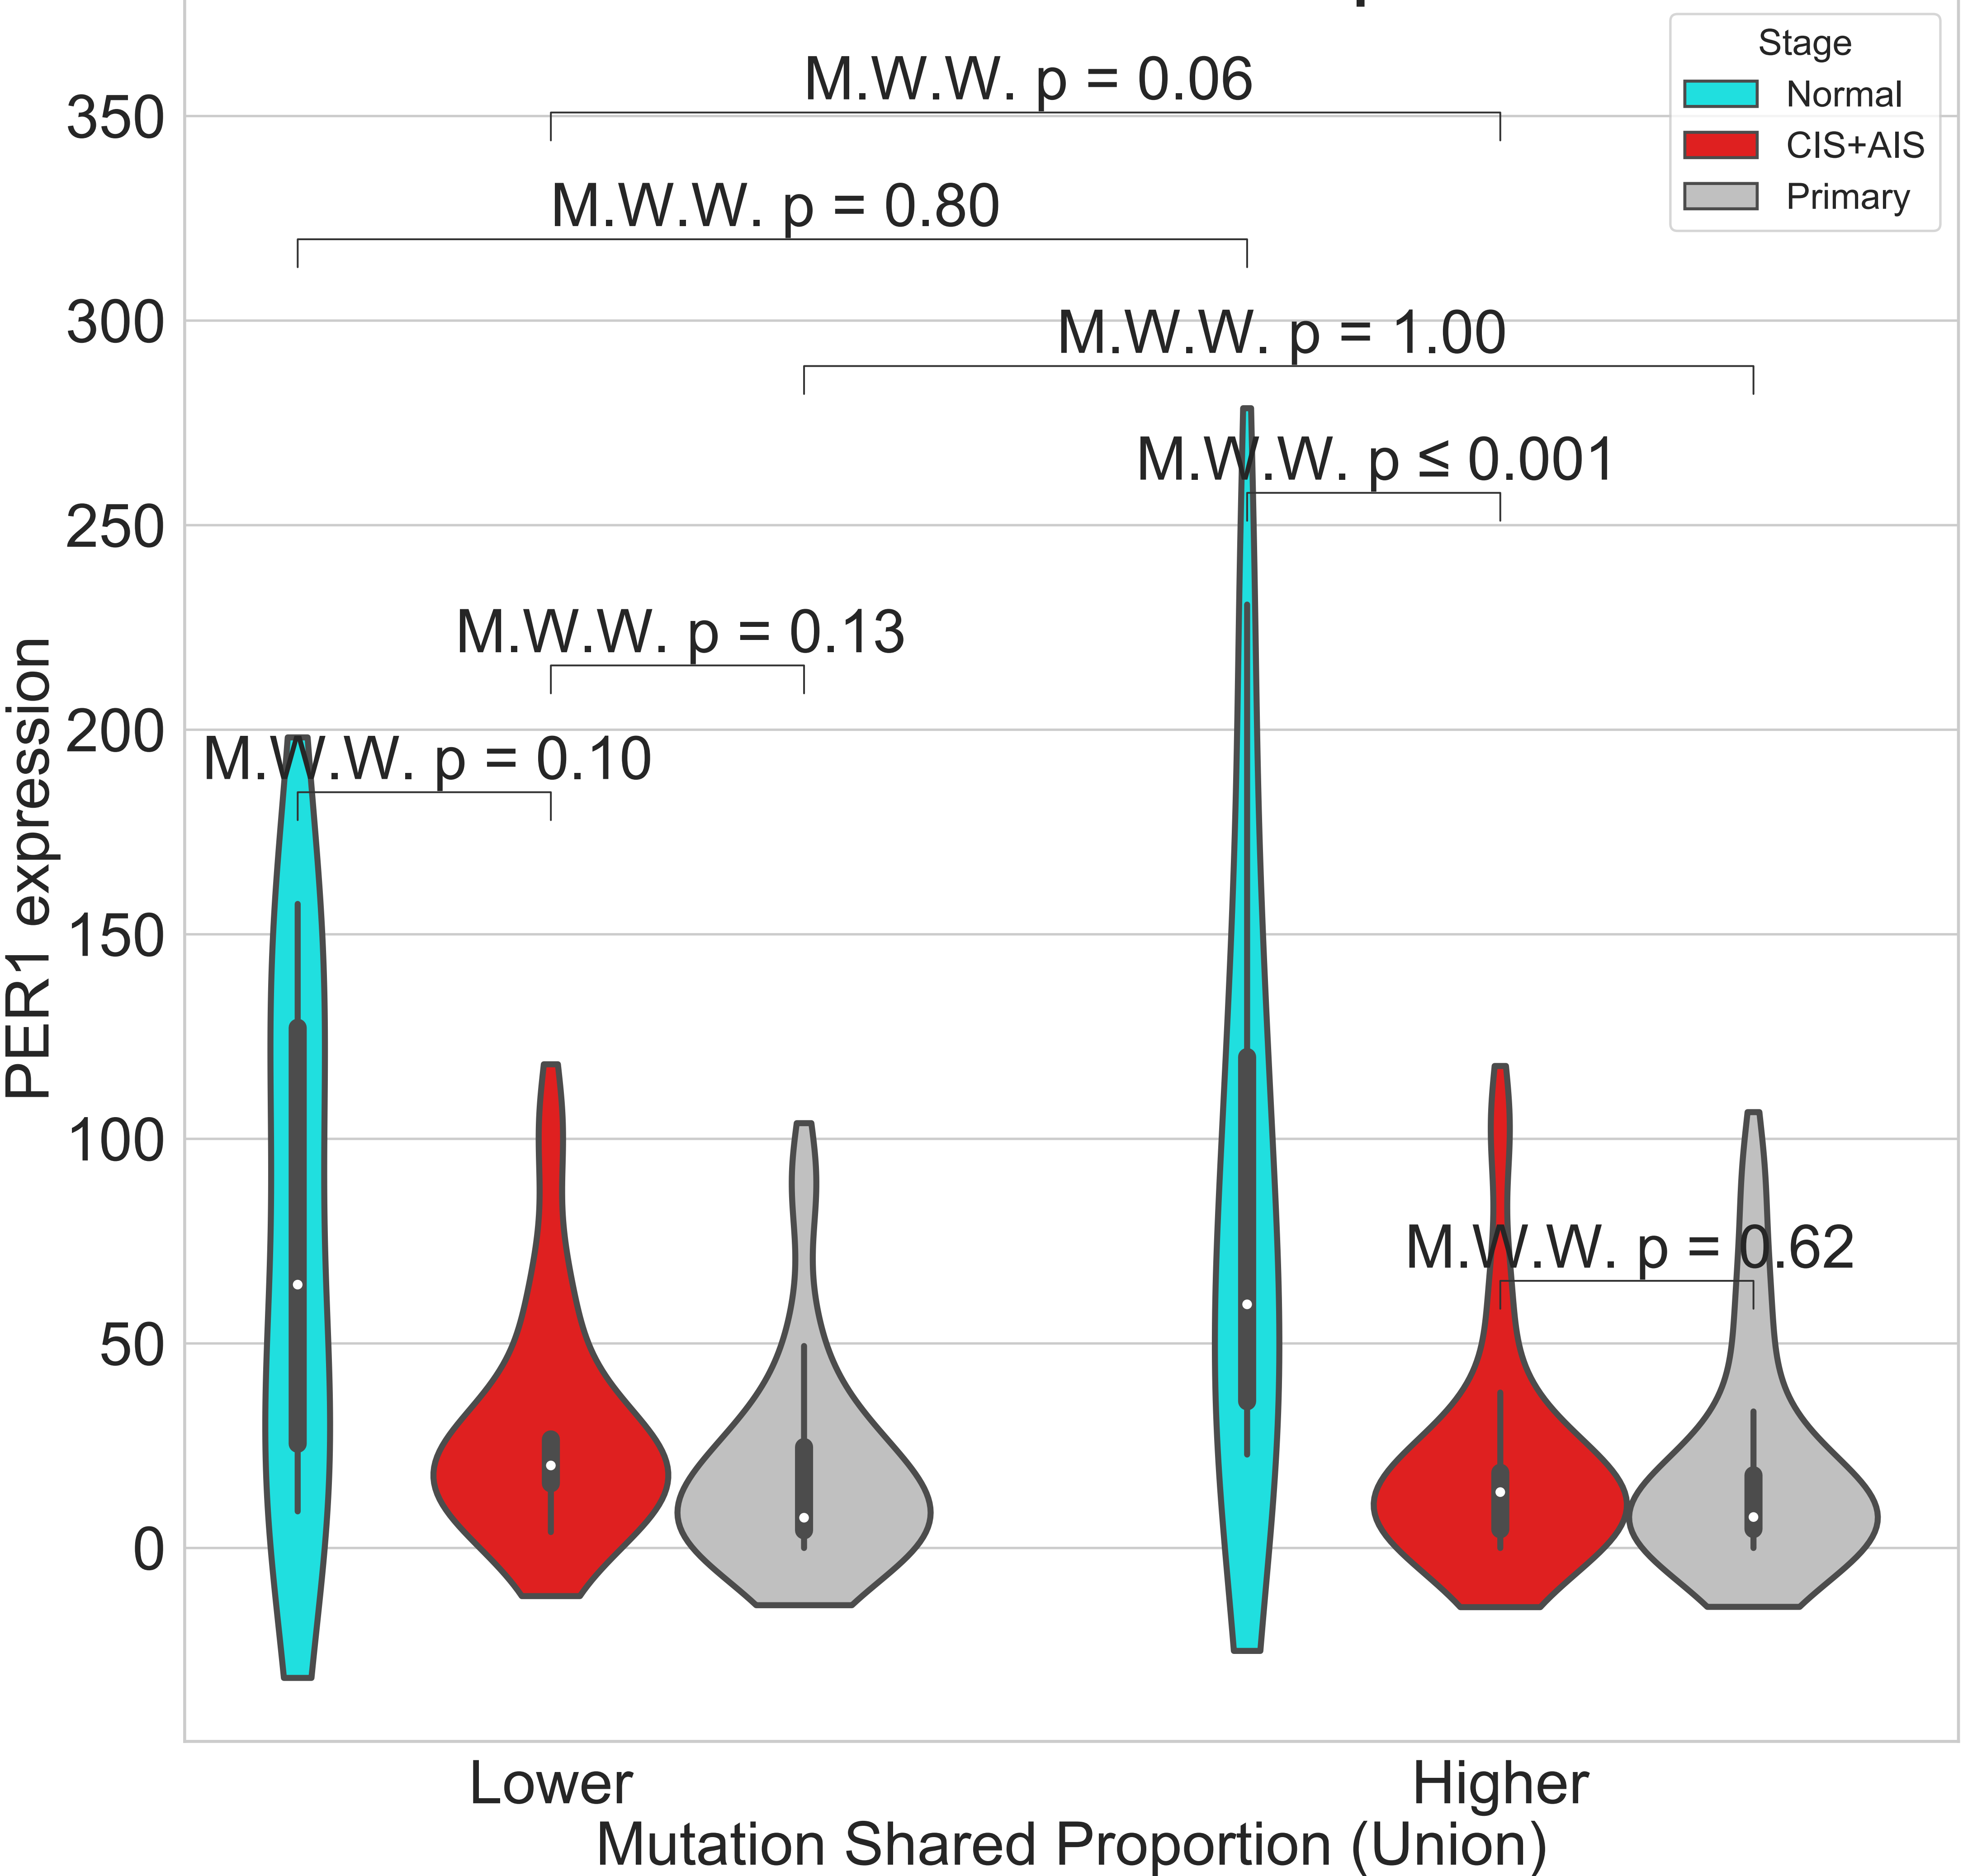 Stage
Normal
CIS+AIS
Primary
M.W.W. p = 0.06
M.W.W. p = 0.80
M.W.W. p = 1.00
M.W.W. p ≤ 0.001
M.W.W. p = 0.13
M.W.W. p = 0.10
M.W.W. p = 0.62
350
300
250
200
150
100
50
0
PER1 expression
Lower
Higher
Mutation Shared Proportion (Union)